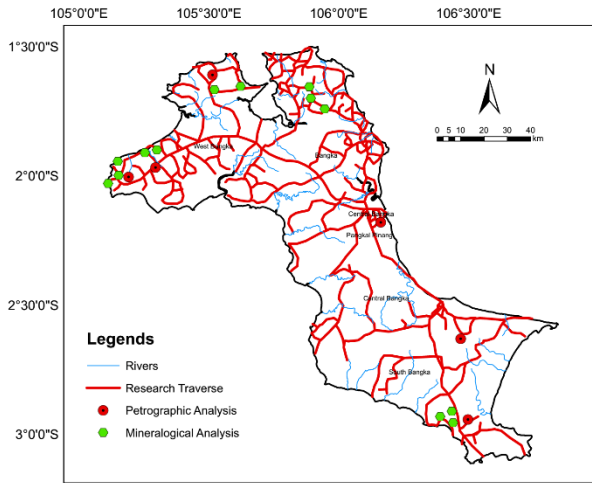 105°0'0"E 105°30'0"E 106°0'0"E 106°30'0"E
1°30'0"S
2°0'0"S
2°30'0"S
3°0'0"S
N
0 5 10 20 30 40
km
West Bangka
Bangka
Central Bangka
Pangkal Pinang
Central Bangka
South Bangka
Legends
Rivers
Research Traverse
Petrographic Analysis
Mineralogical Analysis